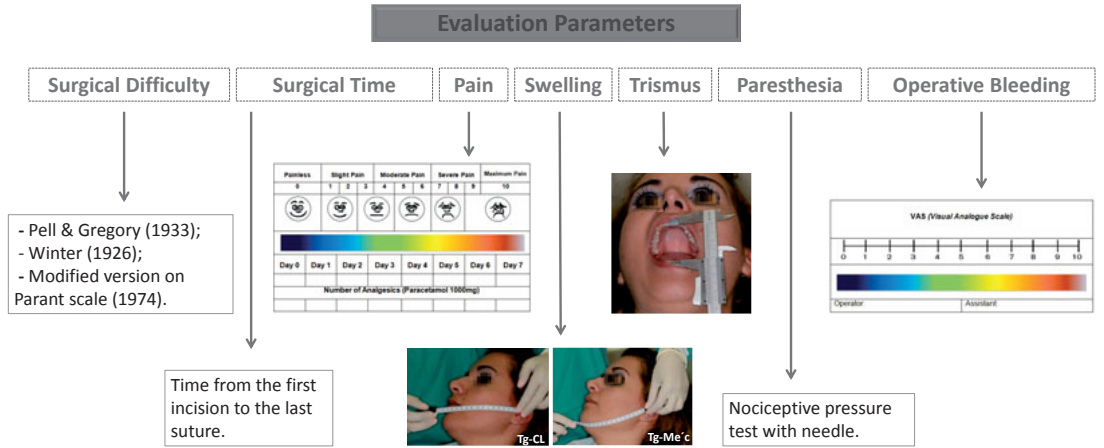 Evaluation Parameters
Surgical Difficulty
Surgical Time
Pain
Swelling
Trismus
Paresthesia
Operative Bleeding
- Pell & Gregory (1933);
- Winter (1926);
- Modified version on
Parant scale (1974).
Time from the first
incision to the last
suture.
Painless Slight Pain Moderate Pain Severe Pain Maximum Pain
0 1 2 3 4 5 6 7 8 9 10
Day 0 Day 1 Day 2 Day 3 Day 4 Day 5 Day 6 Day 7
Number of Analgesics (Paracetamol 1000mg)
Tg-CL
Tg-Me´c
Nociceptive pressure
test with needle.
VAS (Visual Analogue Scale)
0 1 2 3 4 5 6 7 8 9 10
Operator: Assistant: